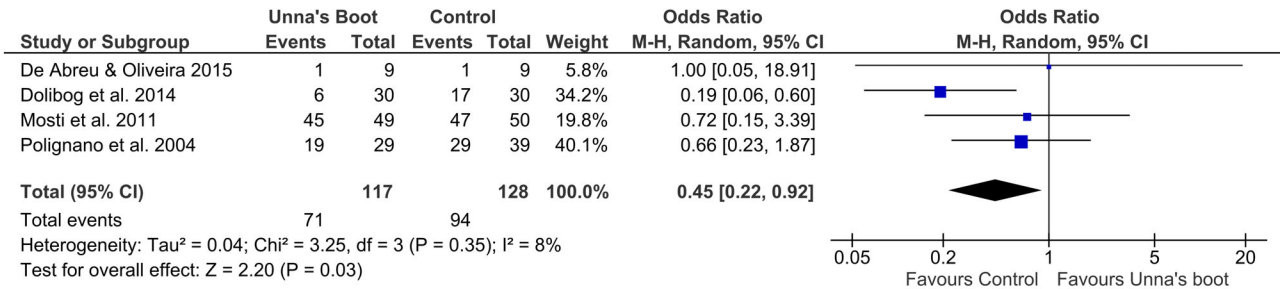 Unna's Boot Control Odds Ratio Odds Ratio
Study or Subgroup Events Total Events Total Weight M-H, Random, 95% CI M-H, Random, 95% CI
De Abreu & Oliveira 2015 1 9 1 9 5.8% 1.00 [0.05, 18.91]
Dolibog et al. 2014 6 30 17 30 34.2% 0.19 [0.06, 0.60]
Mosti et al. 2011 45 49 47 50 19.8% 0.72 [0.15, 3.39]
Polignano et al. 2004 19 29 29 39 40.1% 0.66 [0.23, 1.87]
Total (95% CI) 117 128 100.0% 0.45 [0.22, 0.92]
Total events 71 94
Heterogeneity: Tau² = 0.04; Chi² = 3.25, df = 3 (P = 0.35); I² = 8%
Test for overall effect: Z = 2.20 (P = 0.03)
0.05 0.2 1 5 20
Favours Control Favours Unna's boot